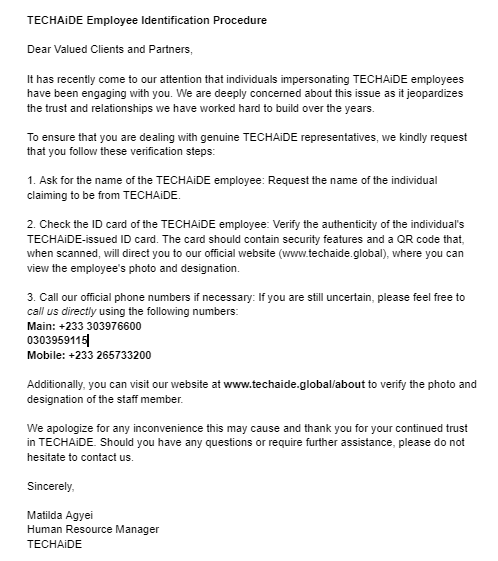 TECHAiDE Employee Identification Procedure
Dear Valued Clients and Partners,
It has recently come to our attention that individuals impersonating TECHAiDE employees
have been engaging with you. We are deeply concerned about this issue as it jeopardizes
the trust and relationships we have worked hard to build over the years.
To ensure that you are dealing with genuine TECHAiDE representatives, we kindly request
that you follow these verification steps:
1. Ask for the name of the TECHAiDE employee: Request the name of the individual
claiming to be from TECHAiDE.
2. Check the ID card of the TECHAiDE employee: Verify the authenticity of the individual's
TECHAiDE-issued ID card. The card should contain security features and a QR code that,
when scanned, will direct you to our official website (www.techaide.global), where you can
view the employee's photo and designation.
3. Call our official phone numbers if necessary: If you are still uncertain, please feel free to
call us directly using the following numbers:
Main: +233 303976600
0303959115
Mobile: +233 265733200
Additionally, you can visit our website at www.techaide.global/about to verify the photo and
designation of the staff member.
We apologize for any inconvenience this may cause and thank you for your continued trust
in TECHAiDE. Should you have any questions or require further assistance, please do not
hesitate to contact us.
Sincerely,
Matilda Agyei
Human Resource Manager
TECHAiDE